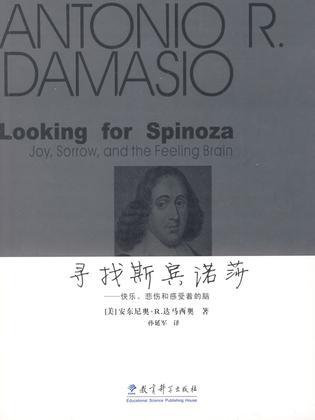 ANTONIO R.
DAMASIO
Looking for Spinoza
Joy, Sorrow, and the Feeling Brain
寻找斯宾诺莎
——快乐、悲伤和感受着的脑
[美]安东尼奥·R.达马西奥 著
孙延军 译
教育科学出版社
Educational Science Publishing House